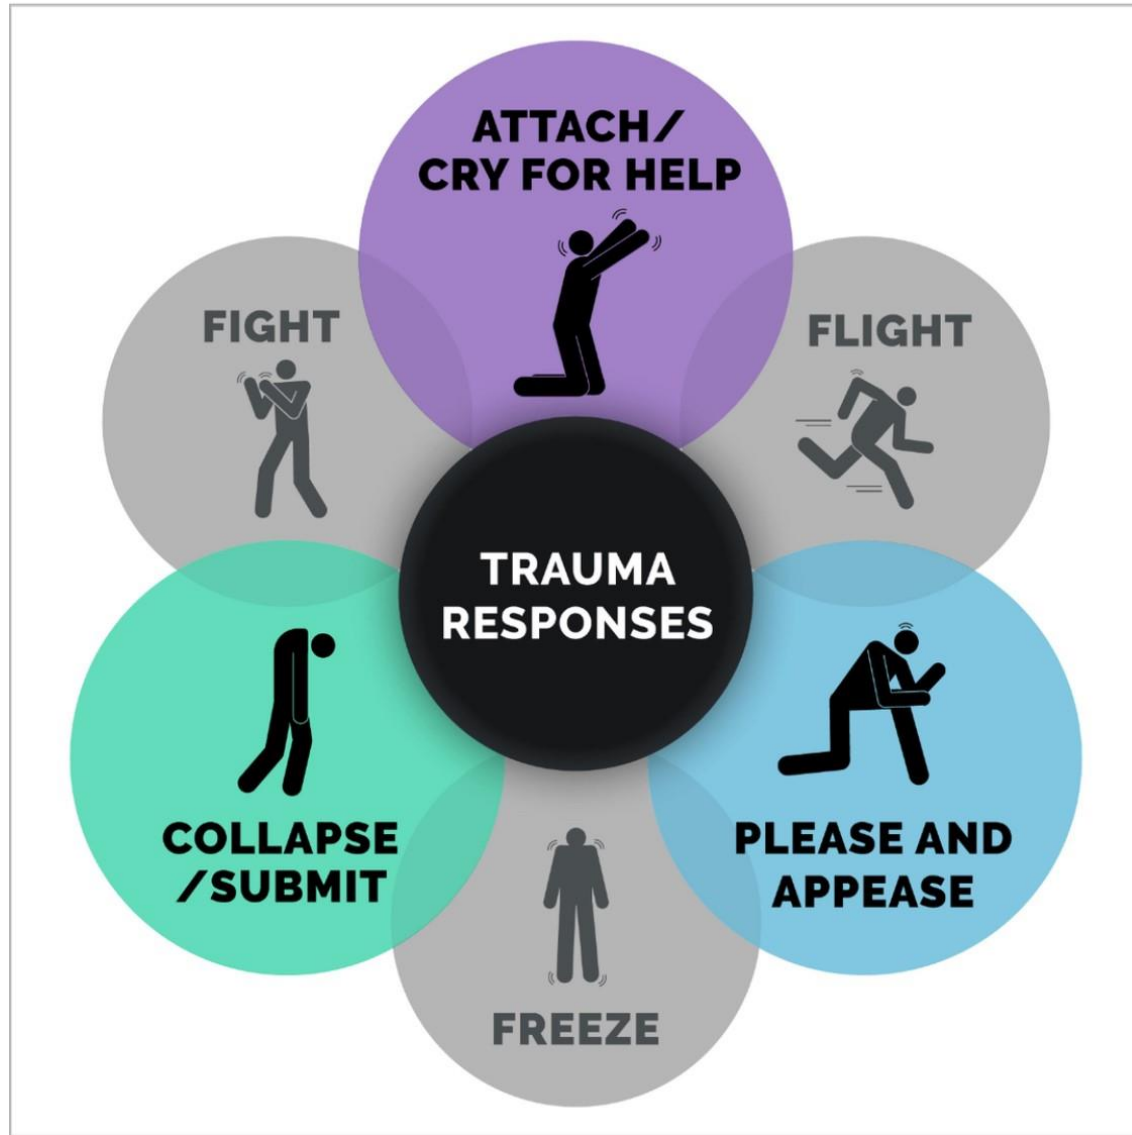 ATTACH/
CRY FOR HELP
FIGHT
FLIGHT
TRAUMA
RESPONSES
COLLAPSE
/SUBMIT
PLEASE AND
APPEASE
FREEZE